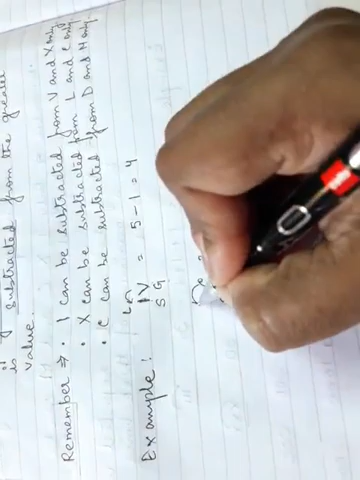 is subtracted from the greater
value.
Remember ⇒ • I can be subtracted from V and X only.
• X can be subtracted from L and C only.
• C can be subtracted from D and M only.
Example : IV = 5 - 1 = 4
S G